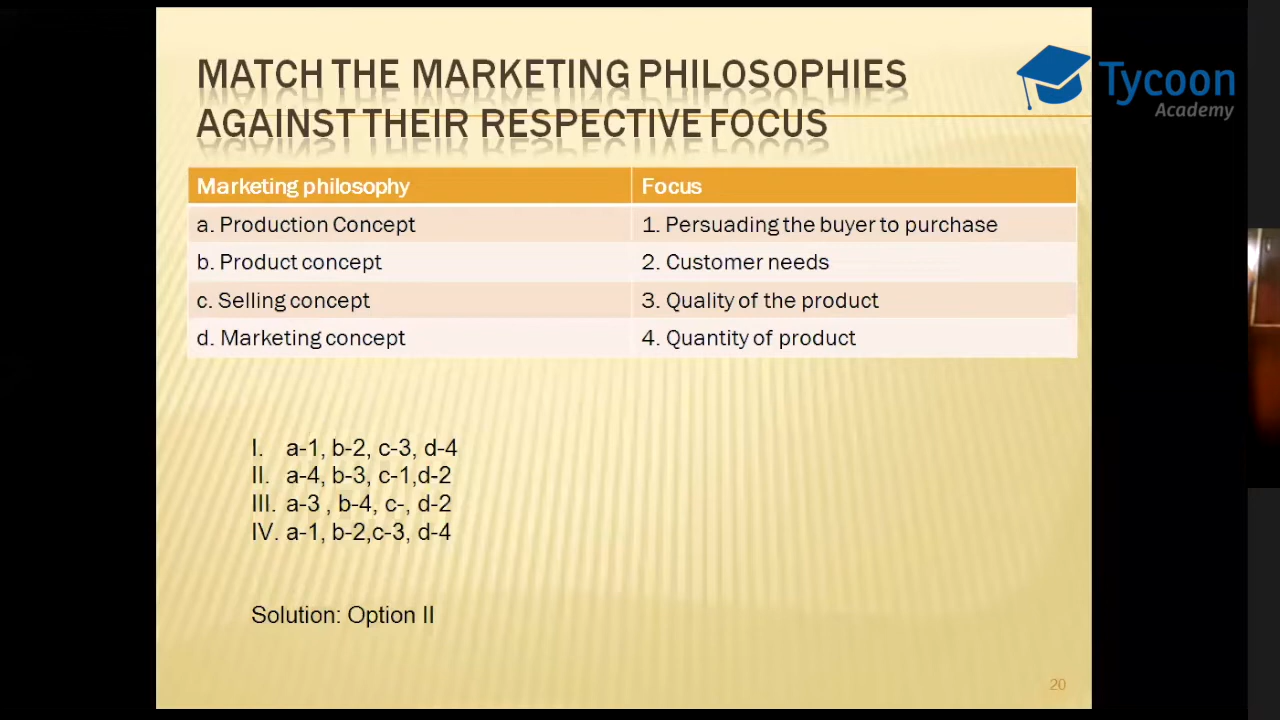 MATCH THE MARKETING PHILOSOPHIES
AGAINST THEIR RESPECTIVE FOCUS
Tycoon
Academy
Marketing philosophy Focus
a. Production Concept 1. Persuading the buyer to purchase
b. Product concept 2. Customer needs
c. Selling concept 3. Quality of the product
d. Marketing concept 4. Quantity of product
I. a-1, b-2, c-3, d-4
II. a-4, b-3, c-1,d-2
III. a-3 , b-4, c-, d-2
IV. a-1, b-2,c-3, d-4
Solution: Option II
20